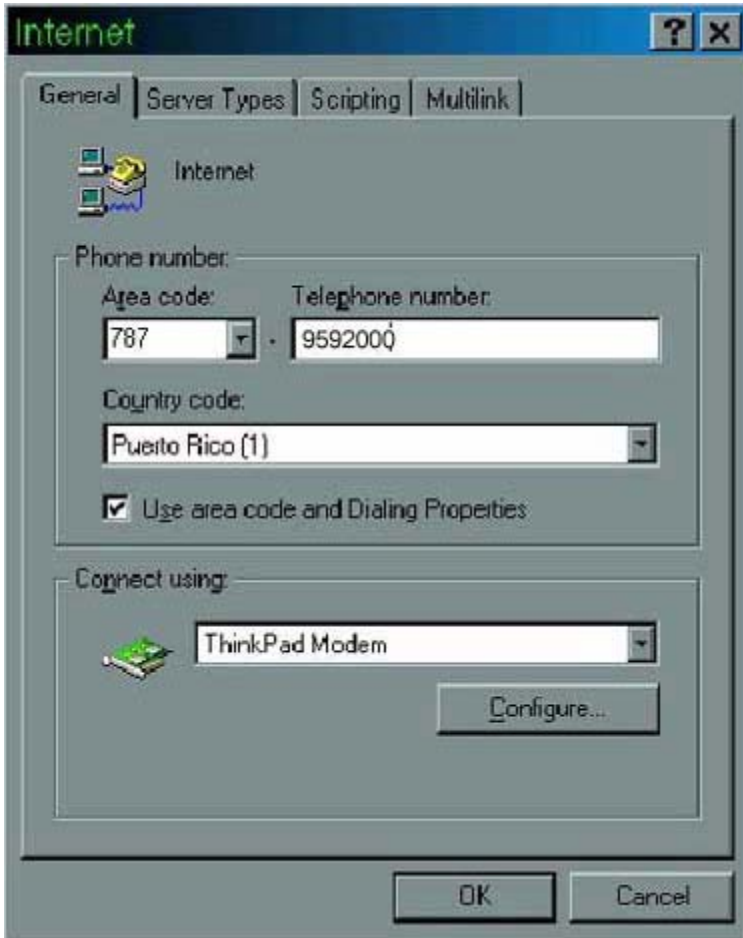 Internet
General Server Types Scripting Multilink
Internet
Phone number:
Area code: Telephone number:
787 - 9592000
Country code:
Puerto Rico (1)
Use area code and Dialing Properties
Connect using:
ThinkPad Modem
Configure...
OK Cancel